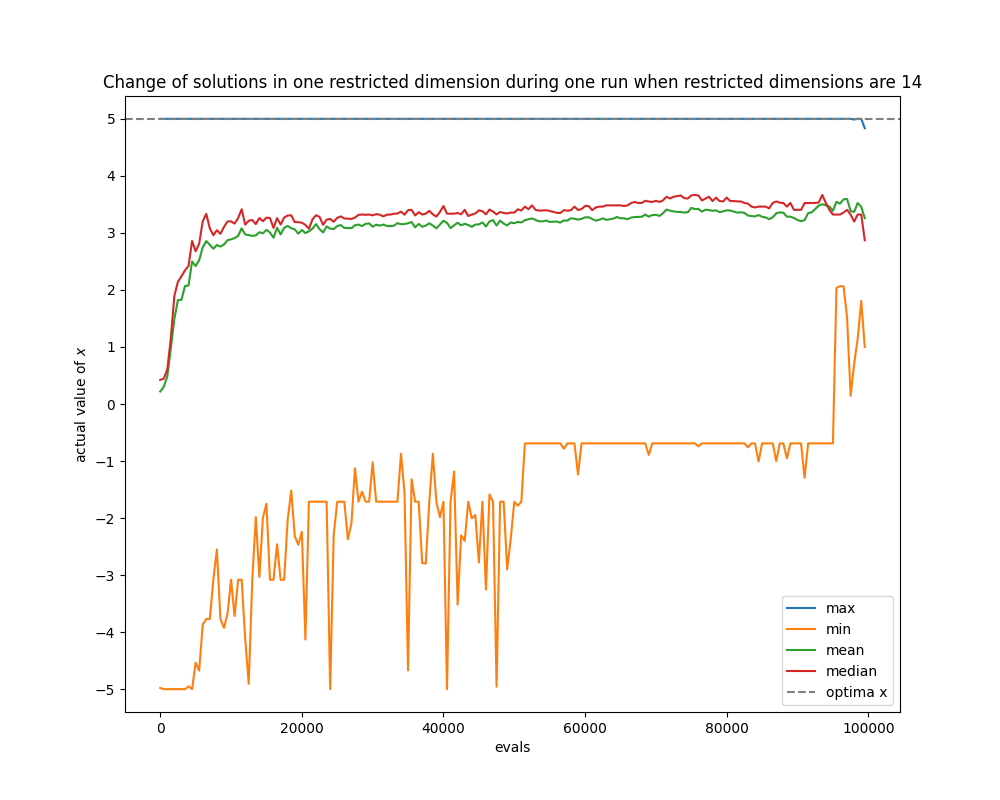 Change of solutions in one restricted dimension during one run when restricted dimensions are 14
5
4
3
2
1
0
−1
−2
−3
−4
−5
actual value of x
0
20000
40000
60000
80000
100000
evals
max
min
mean
median
optima x